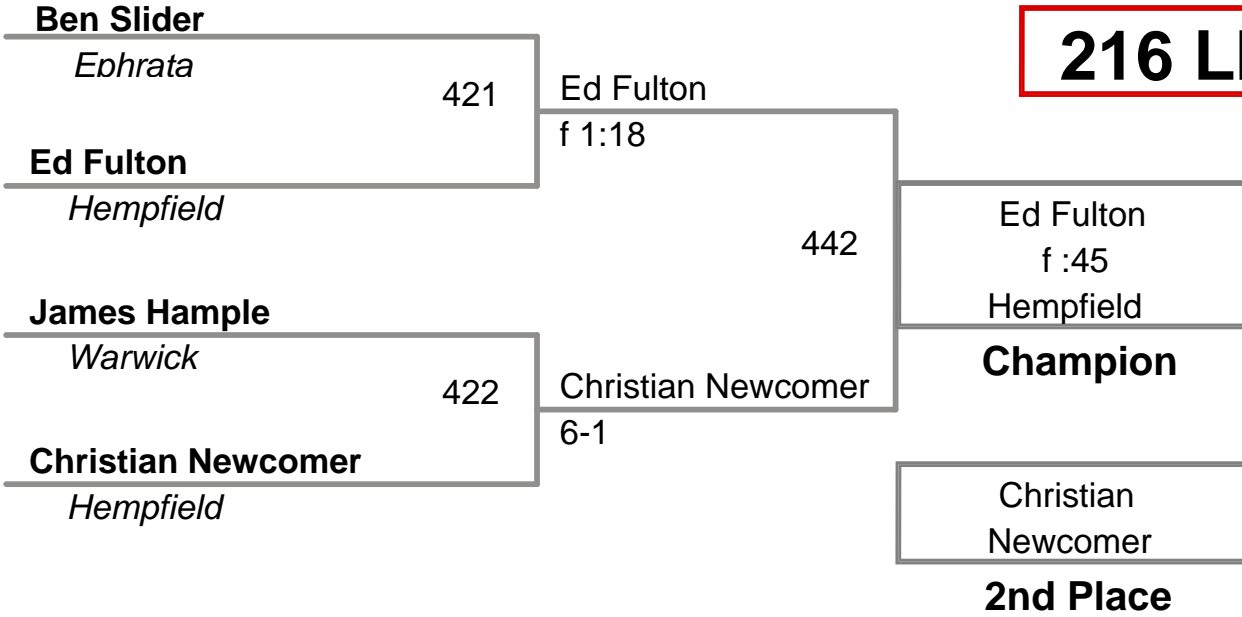 Ben Slider
Ephrata
216 L
421
Ed Fulton
f 1:18
Ed Fulton
Hempfield
442
Ed Fulton
f :45
Hempfield
Champion
James Hample
Warwick
422
Christian Newcomer
6-1
Christian Newcomer
Hempfield
Christian
Newcomer
2nd Place